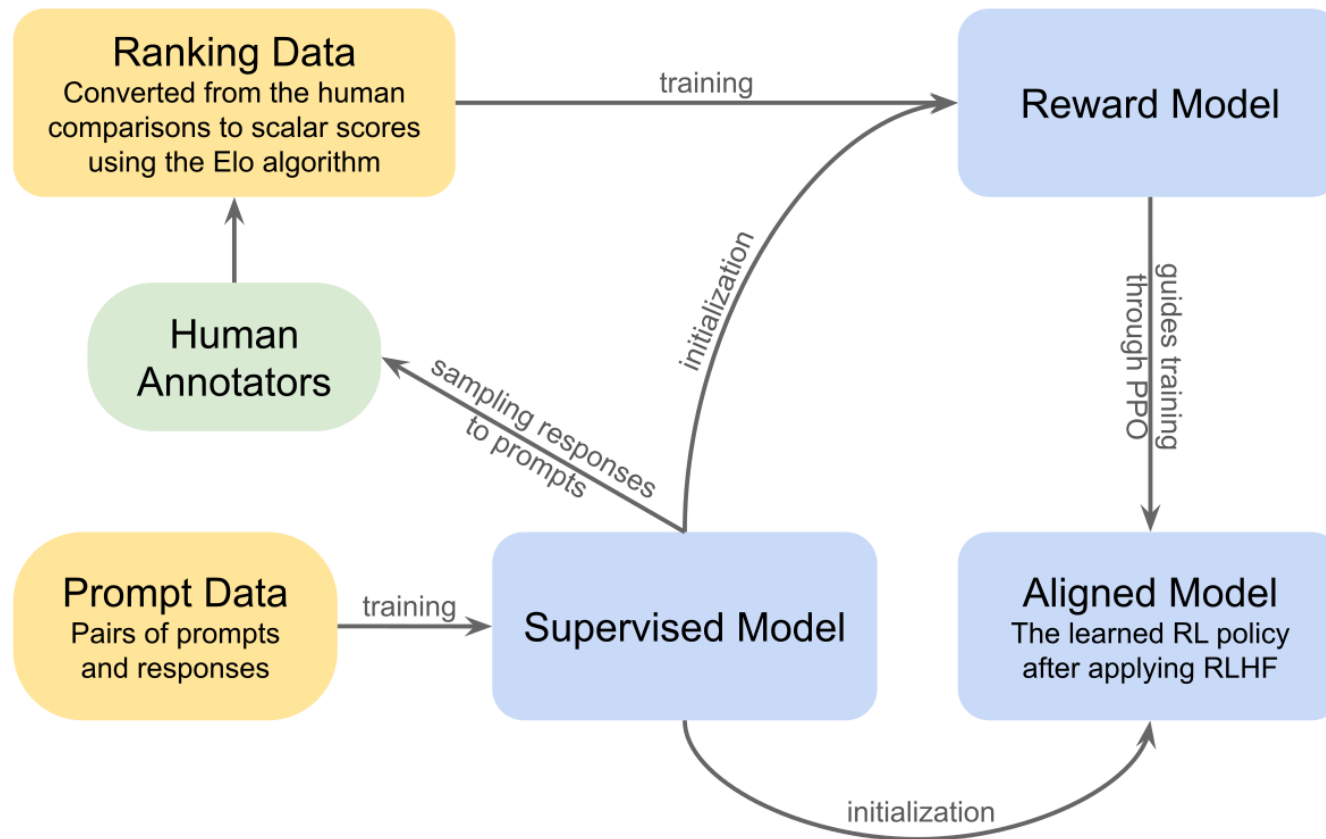 Ranking Data
Converted from the human
comparisons to scalar scores
using the Elo algorithm
training
Reward Model
initialization
guides training
through PPO
Human
Annotators
sampling responses
to prompts
Prompt Data
Pairs of prompts
and responses
training
Supervised Model
Aligned Model
The learned RL policy
after applying RLHF
initialization